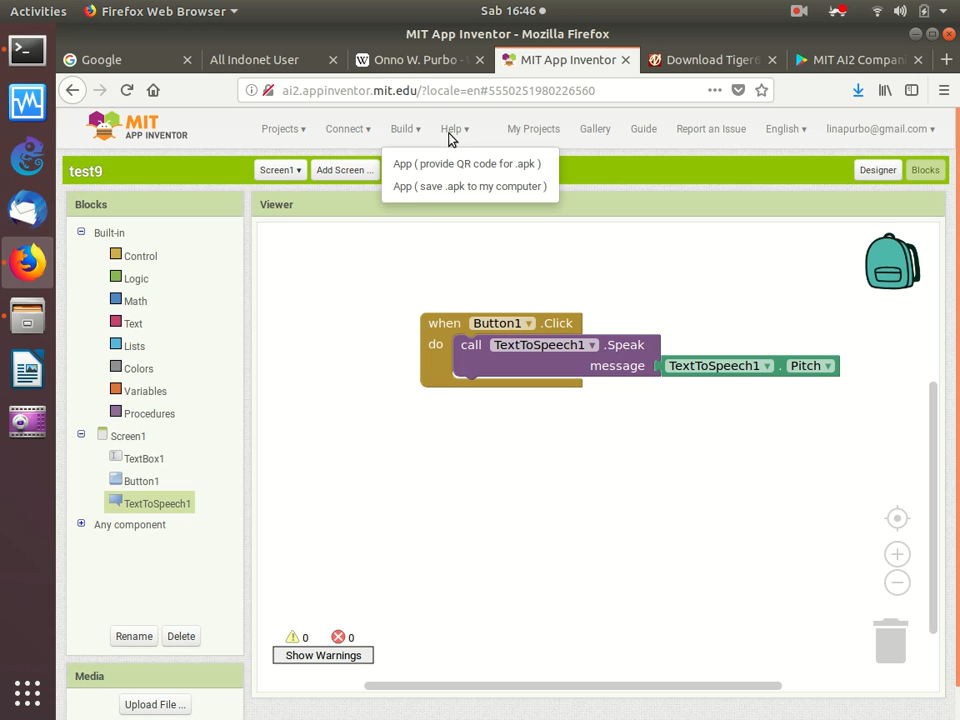 Activities Firefox Web Browser Sab 16:46
MIT App Inventor - Mozilla Firefox
Google All Indonet User Onno W. Purbo - MIT App Inventor Download Tiger MIT AI2 Compani
ai2.appinventor.mit.edu/?locale=en#5550251980226560
MIT
APP INVENTOR
Projects Connect Build Help My Projects Gallery Guide Report an Issue English linapurbo@gmail.com
App ( provide QR code for .apk )
App ( save .apk to my computer )
test9 Screen1 Add Screen ... Designer Blocks
Blocks Viewer
Built-in
Control
Logic
Math
Text
Lists
Colors
Variables
Procedures
Screen1
TextBox1
Button1
TextToSpeech1
Any component
Rename Delete
Media
Upload File ...
when Button1 .Click
do call TextToSpeech1 .Speak
message TextToSpeech1 . Pitch
0 0
Show Warnings